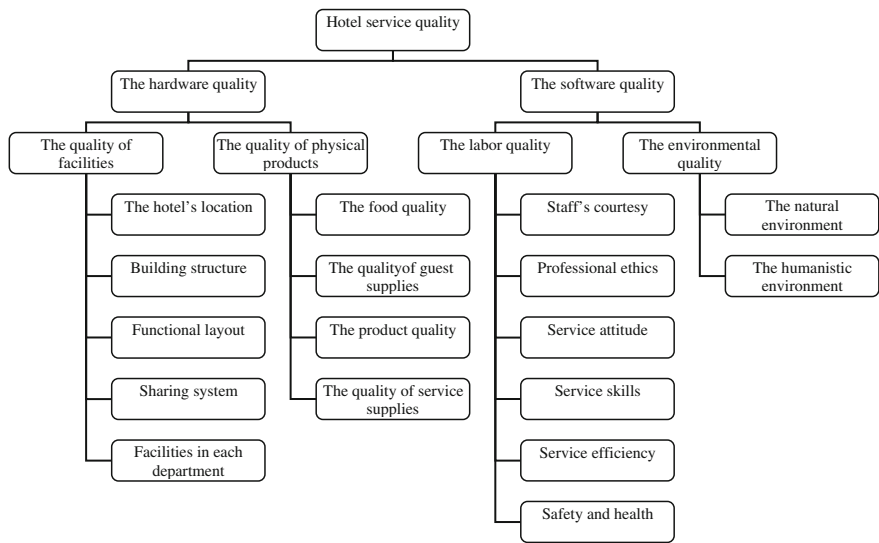 Hotel service quality
The hardware quality
The software quality
The quality of
facilities
The quality of physical
products
The labor quality
The environmental
quality
The hotel's location
Building structure
Functional layout
Sharing system
Facilities in each
department
The food quality
The qualityof guest
supplies
The product quality
The quality of service
supplies
Staff's courtesy
Professional ethics
Service attitude
Service skills
Service efficiency
Safety and health
The natural
environment
The humanistic
environment